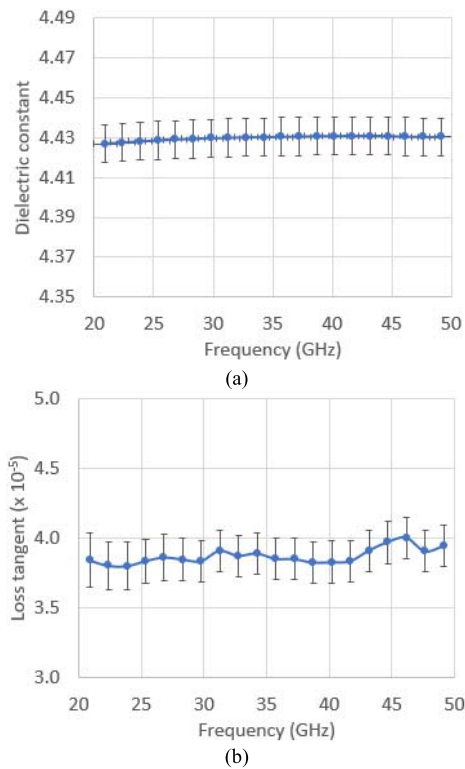 Dielectric constant
4.49
4.47
4.45
4.43
4.41
4.39
4.37
4.35
20 25 30 35 40 45 50
Frequency (GHz)
(a)
Loss tangent (x 10⁻⁵)
5.0
4.5
4.0
3.5
3.0
20 25 30 35 40 45 50
Frequency (GHz)
(b)